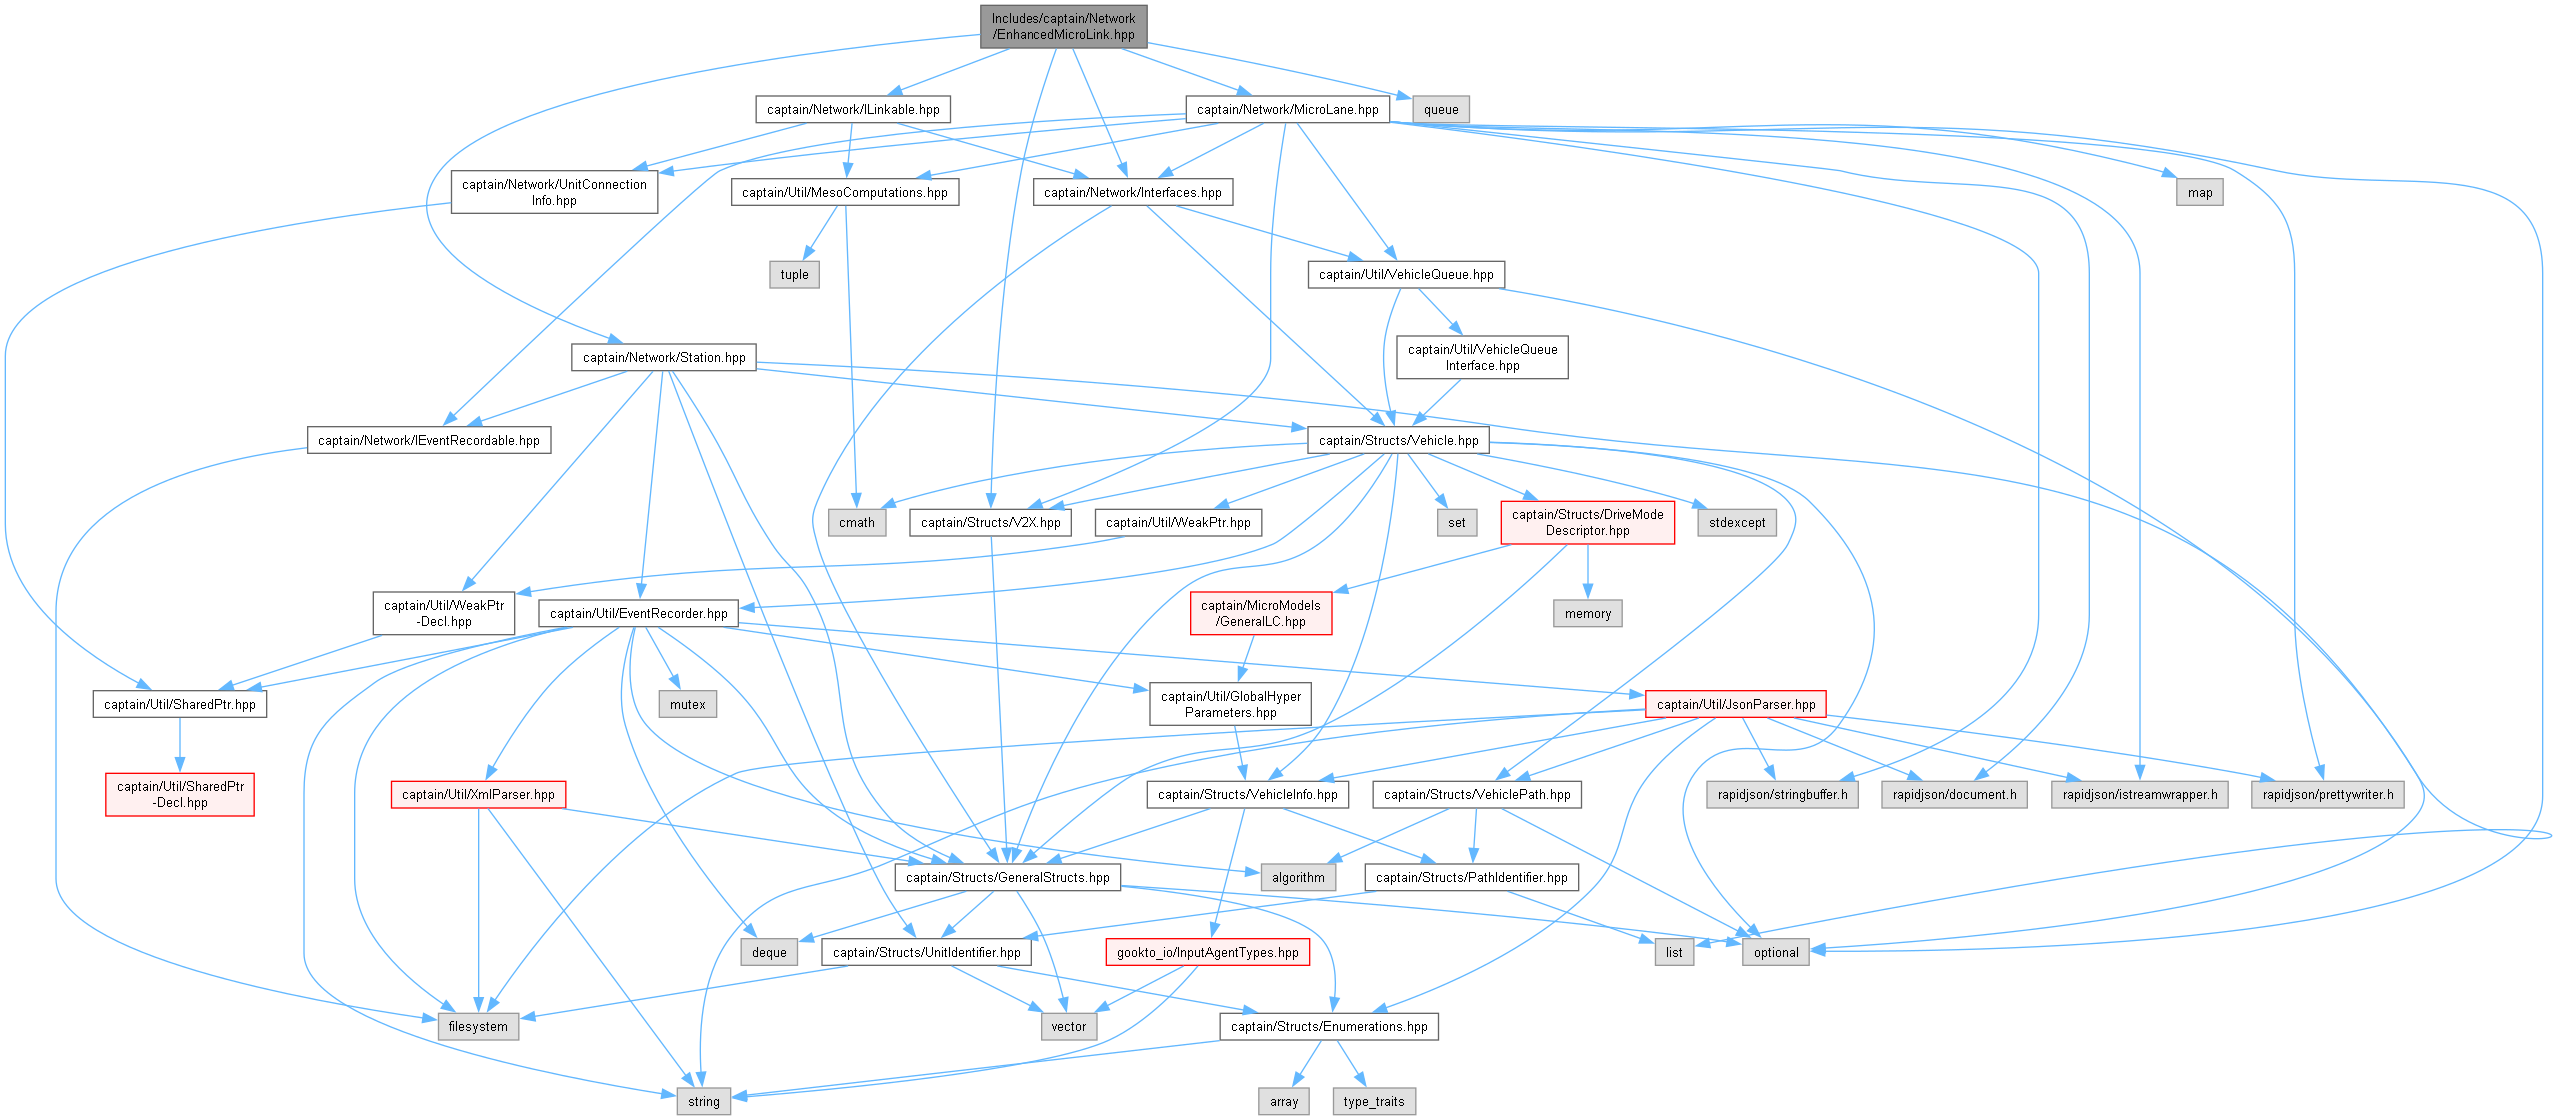 Includes/captain/Network
/EnhancedMicroLink.hpp
captain/Network/ILinkable.hpp
captain/Network/MicroLane.hpp
queue
captain/Network/UnitConnection
Info.hpp
captain/Util/MesoComputations.hpp
captain/Network/Interfaces.hpp
map
tuple
captain/Util/VehicleQueue.hpp
captain/Network/Station.hpp
captain/Util/VehicleQueue
Interface.hpp
captain/Network/IEventRecordable.hpp
captain/Structs/Vehicle.hpp
cmath
captain/Structs/V2X.hpp
captain/Util/WeakPtr.hpp
set
captain/Structs/DriveMode
Descriptor.hpp
stdexcept
captain/Util/WeakPtr
-Decl.hpp
captain/Util/EventRecorder.hpp
captain/MicroModels
/GeneralLC.hpp
memory
captain/Util/SharedPtr.hpp
mutex
captain/Util/GlobalHyper
Parameters.hpp
captain/Util/JsonParser.hpp
captain/Util/SharedPtr
-Decl.hpp
captain/Util/XmlParser.hpp
captain/Structs/VehicleInfo.hpp
captain/Structs/VehiclePath.hpp
rapidjson/stringbuffer.h
rapidjson/document.h
rapidjson/istreamwrapper.h
rapidjson/prettywriter.h
captain/Structs/GeneralStructs.hpp
algorithm
captain/Structs/PathIdentifier.hpp
deque
captain/Structs/UnitIdentifier.hpp
gookto_io/InputAgentTypes.hpp
list
optional
filesystem
vector
captain/Structs/Enumerations.hpp
string
array
type_traits